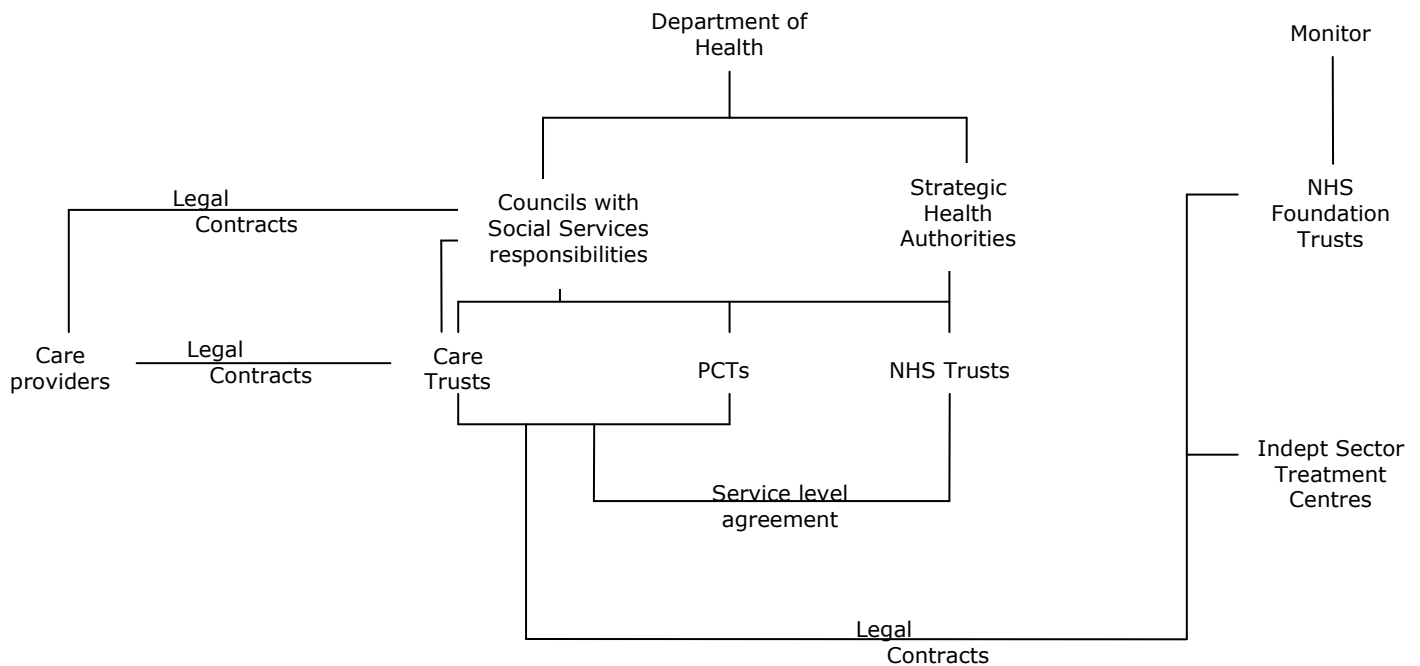 Department of
Health
Monitor
Legal
Contracts
Councils with
Social Services
responsibilities
Strategic
Health
Authorities
NHS
Foundation
Trusts
Care
providers
Legal
Contracts
Care
Trusts
PCTs
NHS Trusts
Indept Sector
Treatment
Centres
Service level
agreement
Legal
Contracts